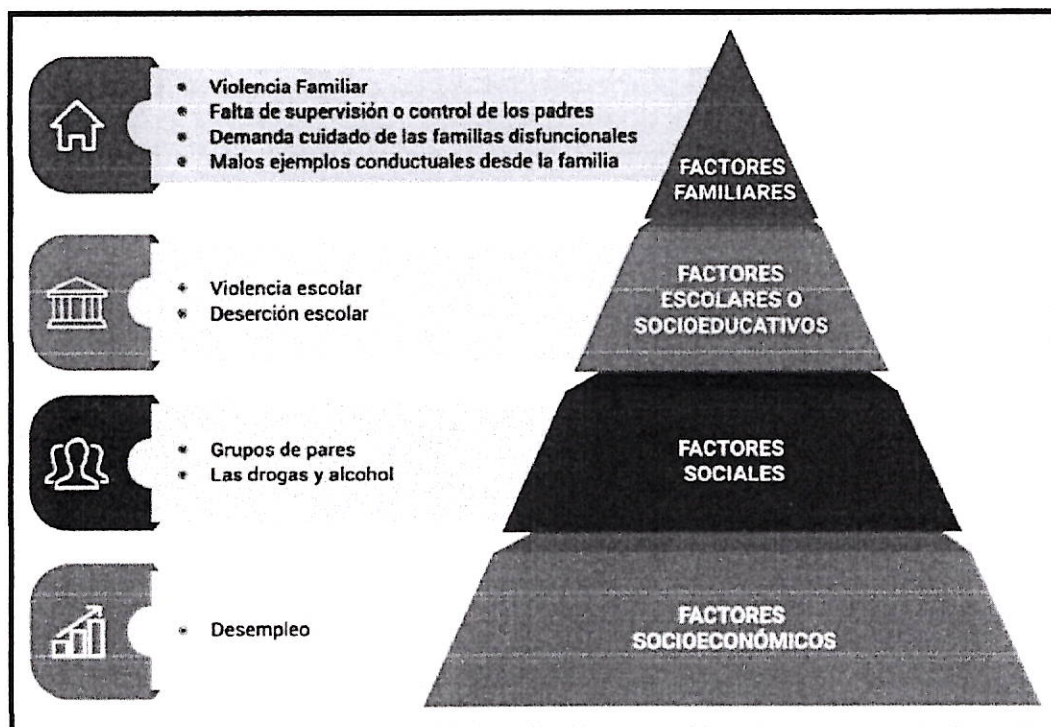 • Violencia Familiar
• Falta de supervisión o control de los padres
• Demanda cuidado de las familias disfuncionales
• Malos ejemplos conductuales desde la familia
FACTORES
FAMILIARES
• Violencia escolar
• Deserción escolar
FACTORES
ESCOLARES O
SOCIOEDUCATIVOS
• Grupos de pares
• Las drogas y alcohol
FACTORES
SOCIALES
• Desempleo
FACTORES
SOCIOECONÓMICOS